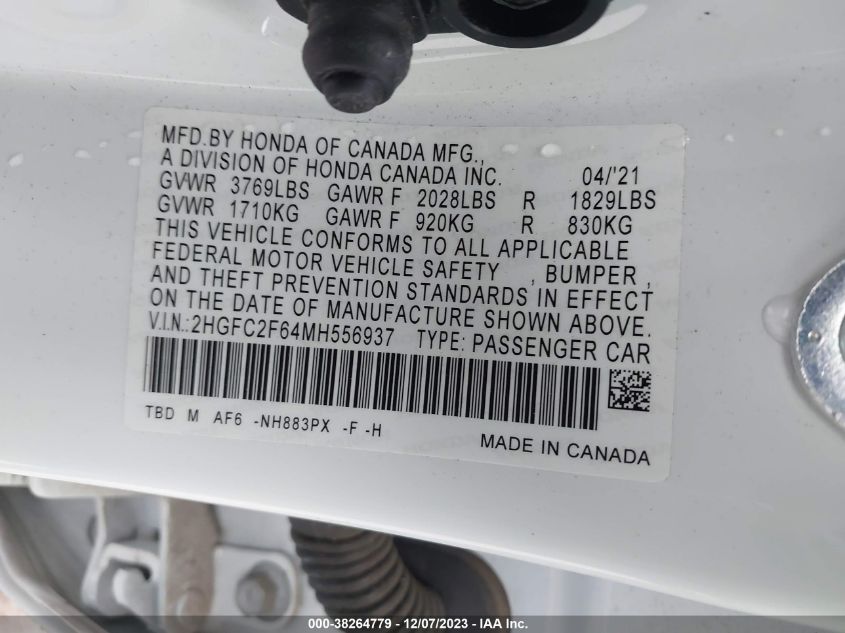 MFD.BY HONDA OF CANADA MFG.,
A DIVISION OF HONDA CANADA INC. 04/'21
GVWR 3769LBS GAWR F 2028LBS R 1829LBS
GVWR 1710KG GAWR F 920KG R 830KG
THIS VEHICLE CONFORMS TO ALL APPLICABLE
FEDERAL MOTOR VEHICLE SAFETY , BUMPER ,
AND THEFT PREVENTION STANDARDS IN EFFECT
ON THE DATE OF MANUFACTURE SHOWN ABOVE.
V.I.N.:2HGFC2F64MH556937 TYPE: PASSENGER CAR
TBD M AF6 -NH883PX -F -H
MADE IN CANADA
000-38264779 - 12/07/2023 - IAA Inc.